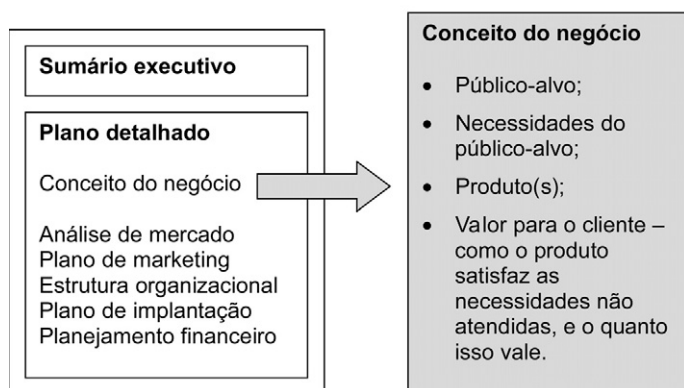 Sumário executivo
Plano detalhado
Conceito do negócio
Análise de mercado
Plano de marketing
Estrutura organizacional
Plano de implantação
Planejamento financeiro
Conceito do negócio
• Público-alvo;
• Necessidades do
público-alvo;
• Produto(s);
• Valor para o cliente –
como o produto
satisfaz as
necessidades não
atendidas, e o quanto
isso vale.